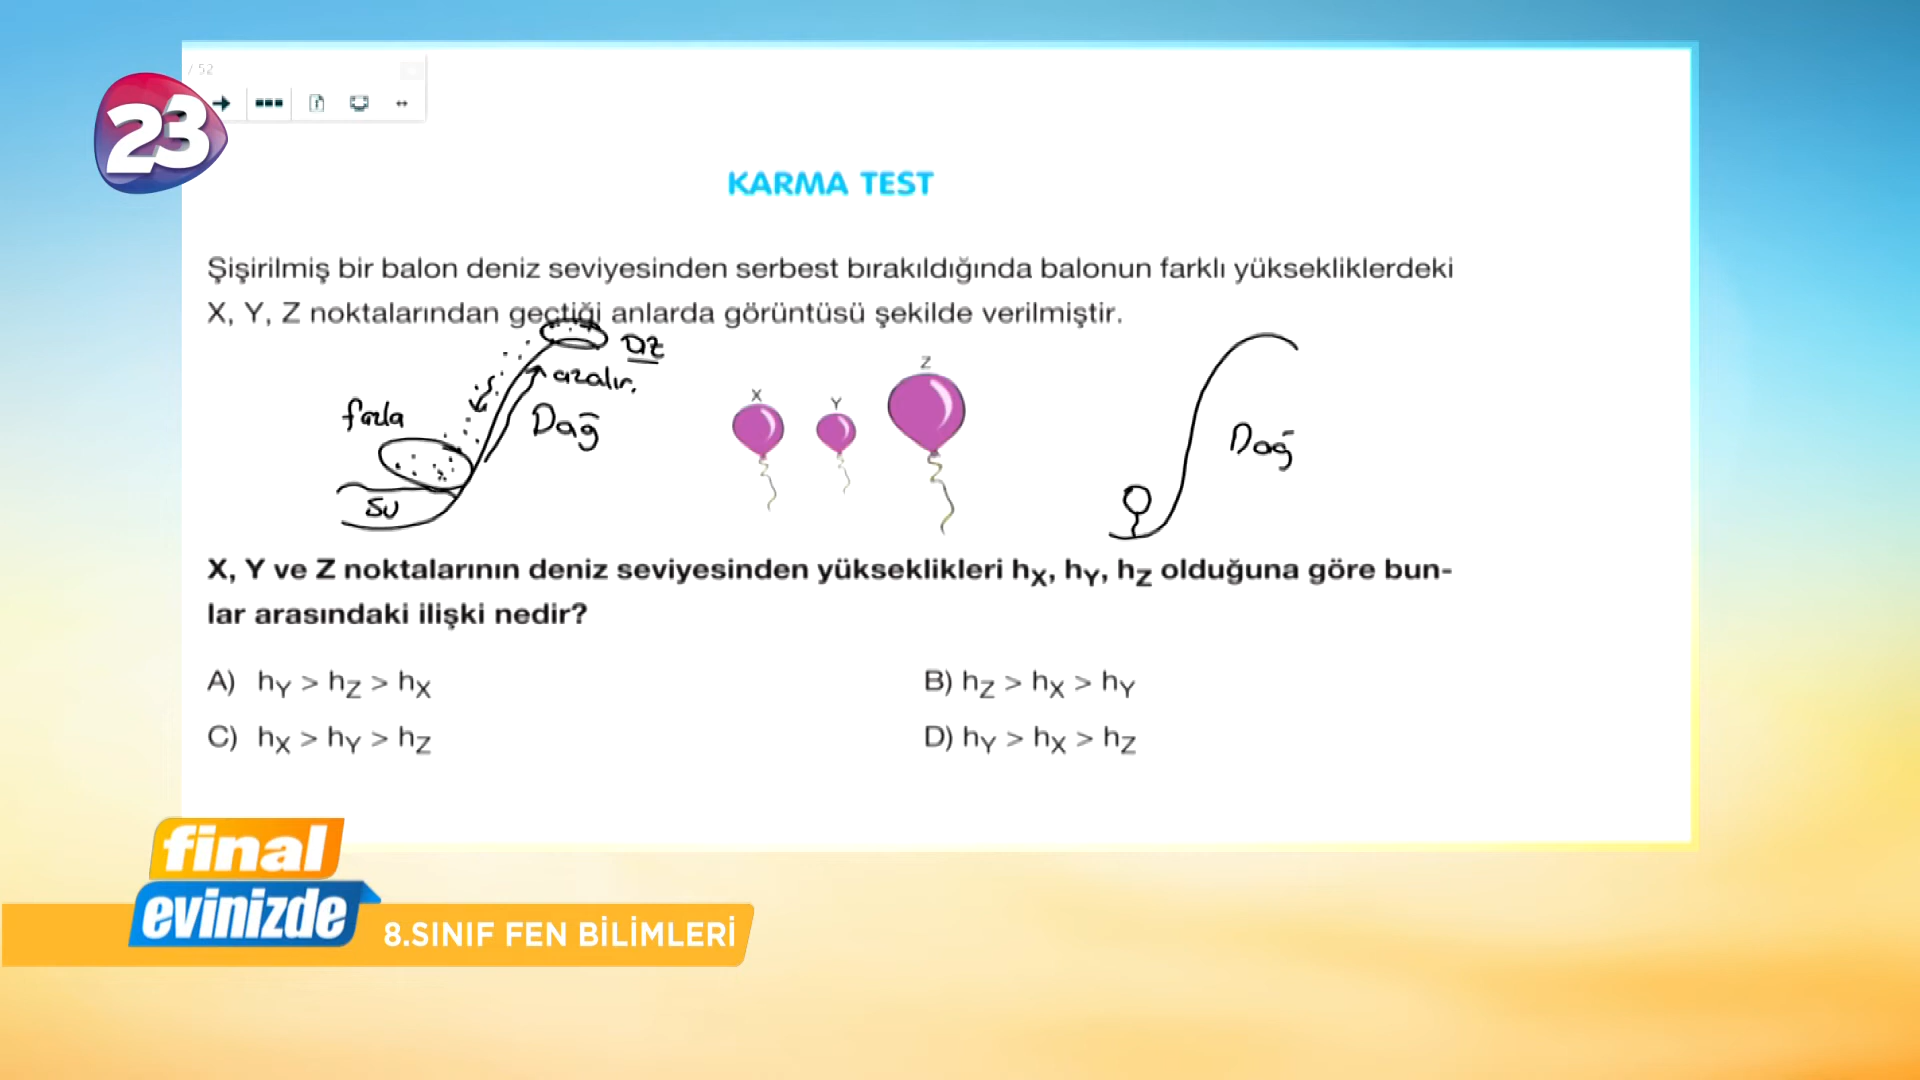 / 52
23
KARMA TEST
Şişirilmiş bir balon deniz seviyesinden serbest bırakıldığında balonun farklı yüksekliklerdeki
X, Y, Z noktalarından geçtiği anlarda görüntüsü şekilde verilmiştir.
az
azalır.
fazla
Dağ
su
X
Y
Z
Dağ
X, Y ve Z noktalarının deniz seviyesinden yükseklikleri hX, hY, hZ olduğuna göre bun-
lar arasındaki ilişki nedir?
A) hY > hZ > hX
B) hZ > hX > hY
C) hX > hY > hZ
D) hY > hX > hZ
final
evinizde
8.SINIF FEN BİLİMLERİ